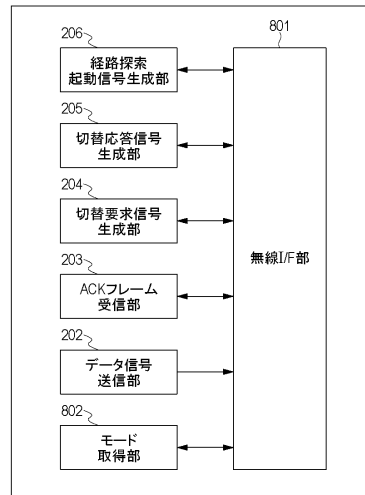 206
経路探索
起動信号生成部
205
切替応答信号
生成部
204
切替要求信号
生成部
203
ACKフレーム
受信部
202
データ信号
送信部
802
モード
取得部
801
無線I/F部